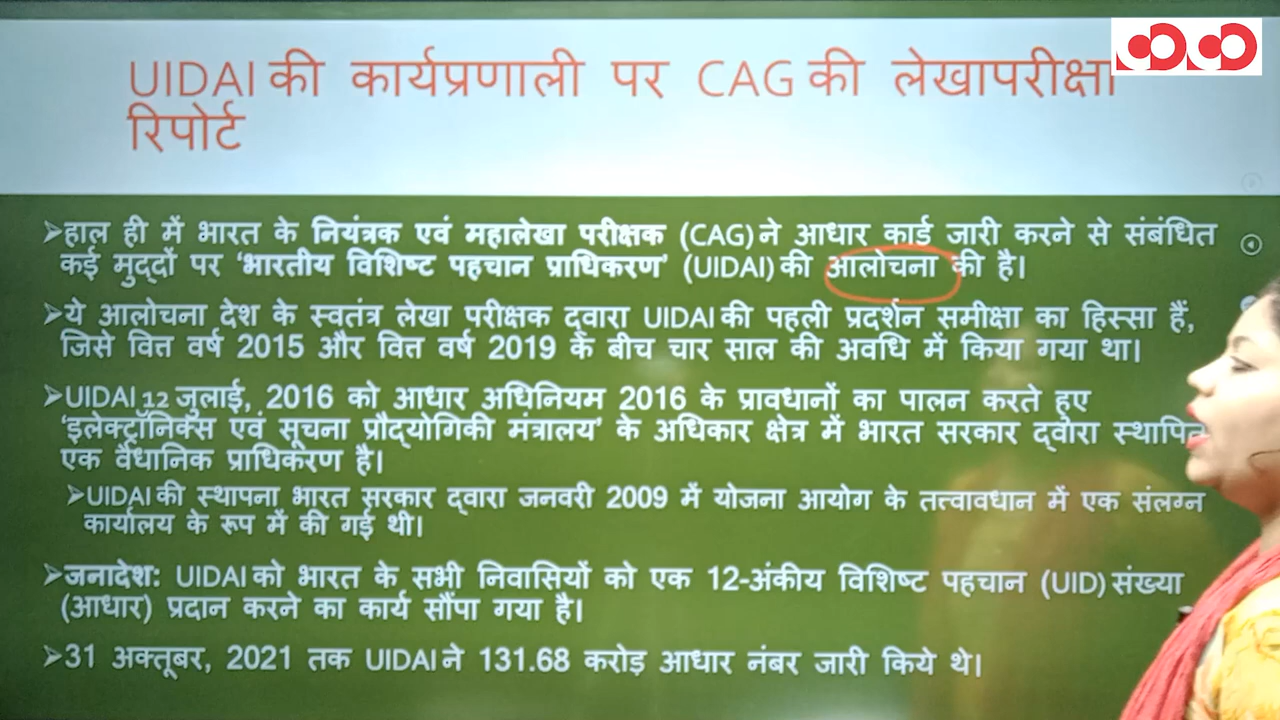 UIDAI की कार्यप्रणाली पर CAG की लेखापरीक्षा
रिपोर्ट
➢हाल ही में भारत के नियंत्रक एवं महालेखा परीक्षक (CAG) ने आधार कार्ड जारी करने से संबंधित
कई मुद्दों पर 'भारतीय विशिष्ट पहचान प्राधिकरण' (UIDAI) की आलोचना की है।
➢ये आलोचना देश के स्वतंत्र लेखा परीक्षक द्वारा UIDAI की पहली प्रदर्शन समीक्षा का हिस्सा हैं,
जिसे वित्त वर्ष 2015 और वित्त वर्ष 2019 के बीच चार साल की अवधि में किया गया था।
➢UIDAI 12 जुलाई, 2016 को आधार अधिनियम 2016 के प्रावधानों का पालन करते हुए
'इलेक्ट्रॉनिक्स एवं सूचना प्रौद्योगिकी मंत्रालय' के अधिकार क्षेत्र में भारत सरकार द्वारा स्थापित
एक वैधानिक प्राधिकरण है।
➢UIDAI की स्थापना भारत सरकार द्वारा जनवरी 2009 में योजना आयोग के तत्वावधान में एक संलग्न
कार्यालय के रूप में की गई थी।
➢जनादेश: UIDAI को भारत के सभी निवासियों को एक 12-अंकीय विशिष्ट पहचान (UID) संख्या
(आधार) प्रदान करने का कार्य सौंपा गया है।
➢31 अक्तूबर, 2021 तक UIDAI ने 131.68 करोड़ आधार नंबर जारी किये थे।